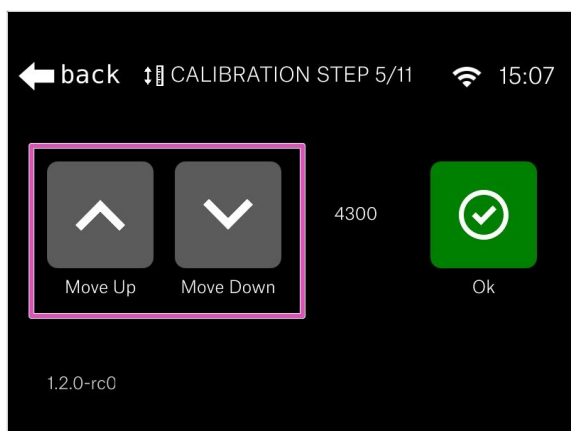 back CALIBRATION STEP 5/11 15:07
4300
Move Up Move Down Ok
1.2.0-rc0